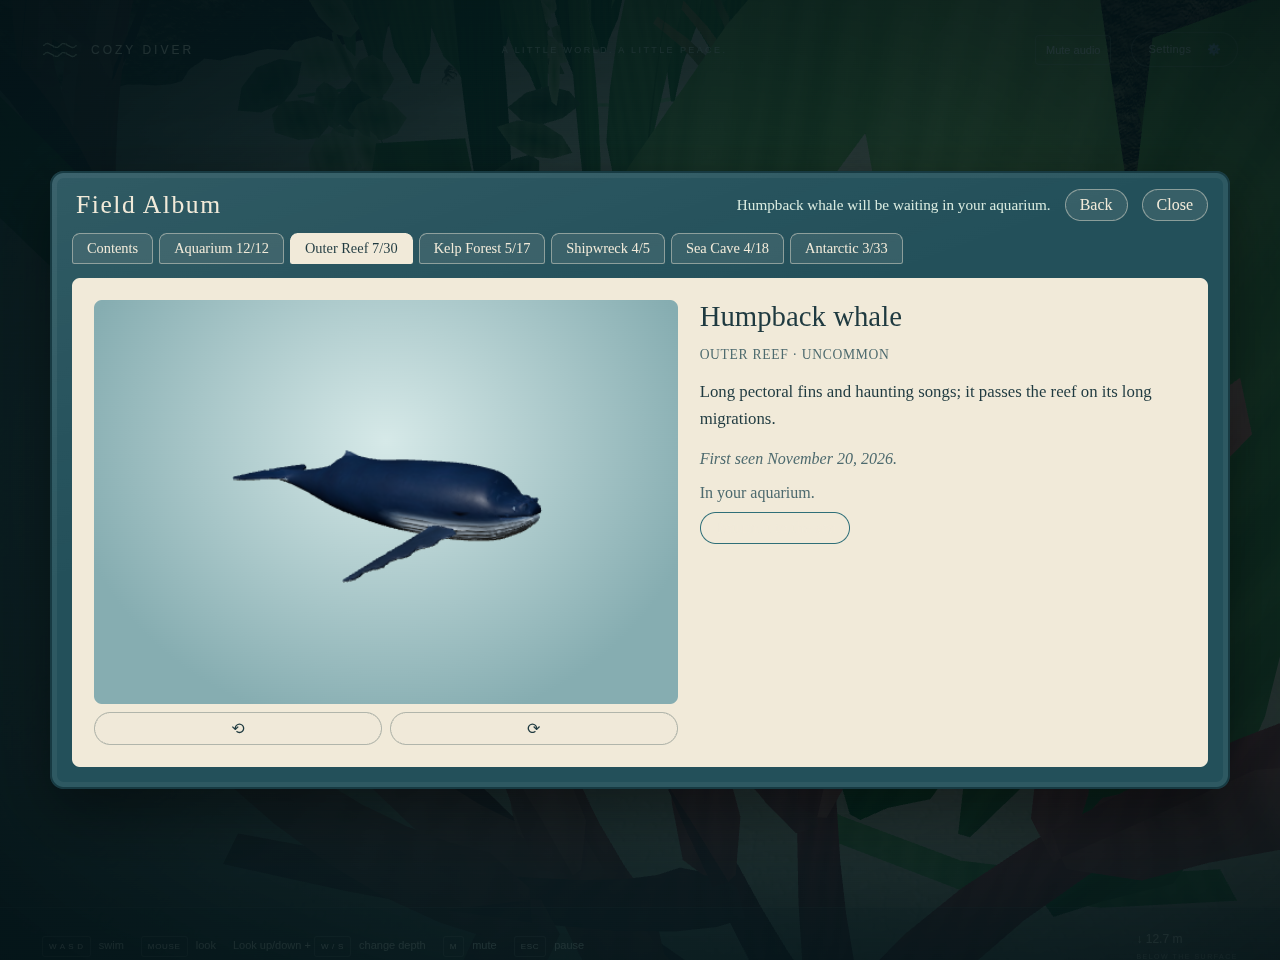 COZY DIVER
A LITTLE WORLD. A LITTLE PEACE.
Mute audio
Settings
Field Album
Humpback whale will be waiting in your aquarium.
Back
Close
Contents
Aquarium 12/12
Outer Reef 7/30
Kelp Forest 5/17
Shipwreck 4/5
Sea Cave 4/18
Antarctic 3/33
Humpback whale
OUTER REEF · UNCOMMON
Long pectoral fins and haunting songs; it passes the reef on its long
migrations.
First seen November 20, 2026.
In your aquarium.
W A S D swim
MOUSE look
Look up/down + W / S change depth
M mute
ESC pause
12.7 m